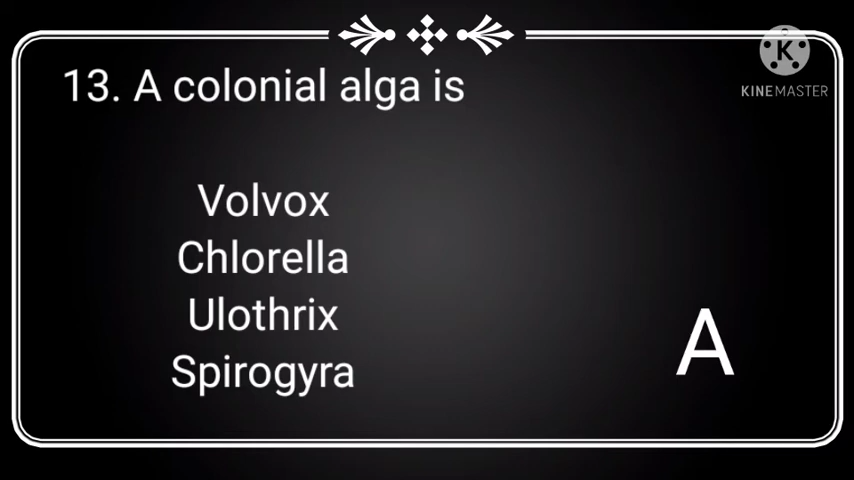 KINEMASTER
13. A colonial alga is
Volvox
Chlorella
Ulothrix
Spirogyra
A